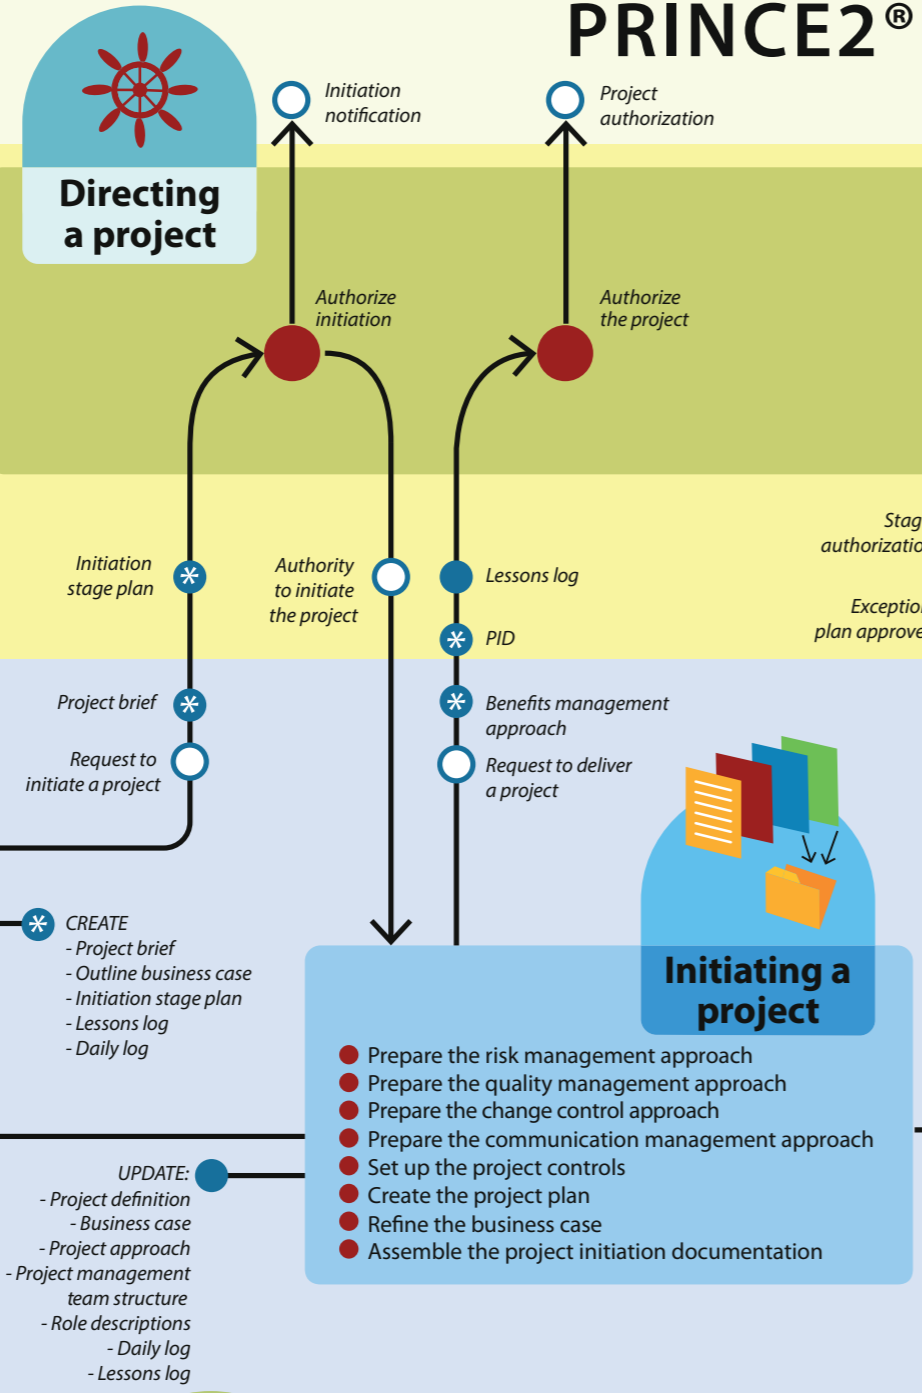 PRINCE2®
Initiation
notification
Project
authorization
Directing
a project
Authorize
initiation
Authorize
the project
Initiation
stage plan
Authority
to initiate
the project
Lessons log
PID
Stag
authorizatio
Exceptio
plan approve
Project brief
Request to
initiate a project
Benefits management
approach
Request to deliver
a project
CREATE
- Project brief
- Outline business case
- Initiation stage plan
- Lessons log
- Daily log
Initiating a
project
Prepare the risk management approach
Prepare the quality management approach
Prepare the change control approach
Prepare the communication management approach
Set up the project controls
Create the project plan
Refine the business case
Assemble the project initiation documentation
UPDATE:
- Project definition
- Business case
- Project approach
- Project management
team structure
- Role descriptions
- Daily log
- Lessons log